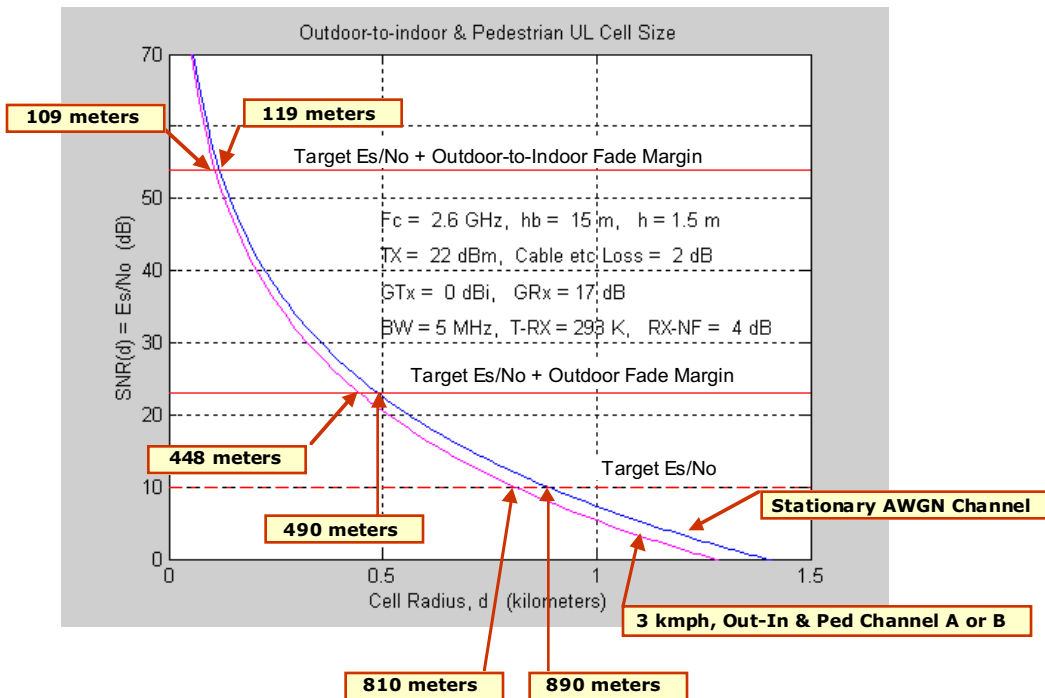 Outdoor-to-indoor & Pedestrian UL Cell Size
70
109 meters
119 meters
Target Es/No + Outdoor-to-Indoor Fade Margin
50
Fc = 2.6 GHz, hb = 15 m, h = 1.5 m
TX = 22 dBm, Cable etc Loss = 2 dB
40
GTx = 0 dBi, GRx = 17 dB
BW = 5 MHz, T-RX = 293 K, RX-NF = 4 dB
30
SNR(d) = Es/No (dB)
Target Es/No + Outdoor Fade Margin
20
448 meters
Target Es/No
10
Stationary AWGN Channel
490 meters
0
0
0.5
1
1.5
Cell Radius, d (kilometers)
3 kmph, Out-In & Ped Channel A or B
810 meters
890 meters